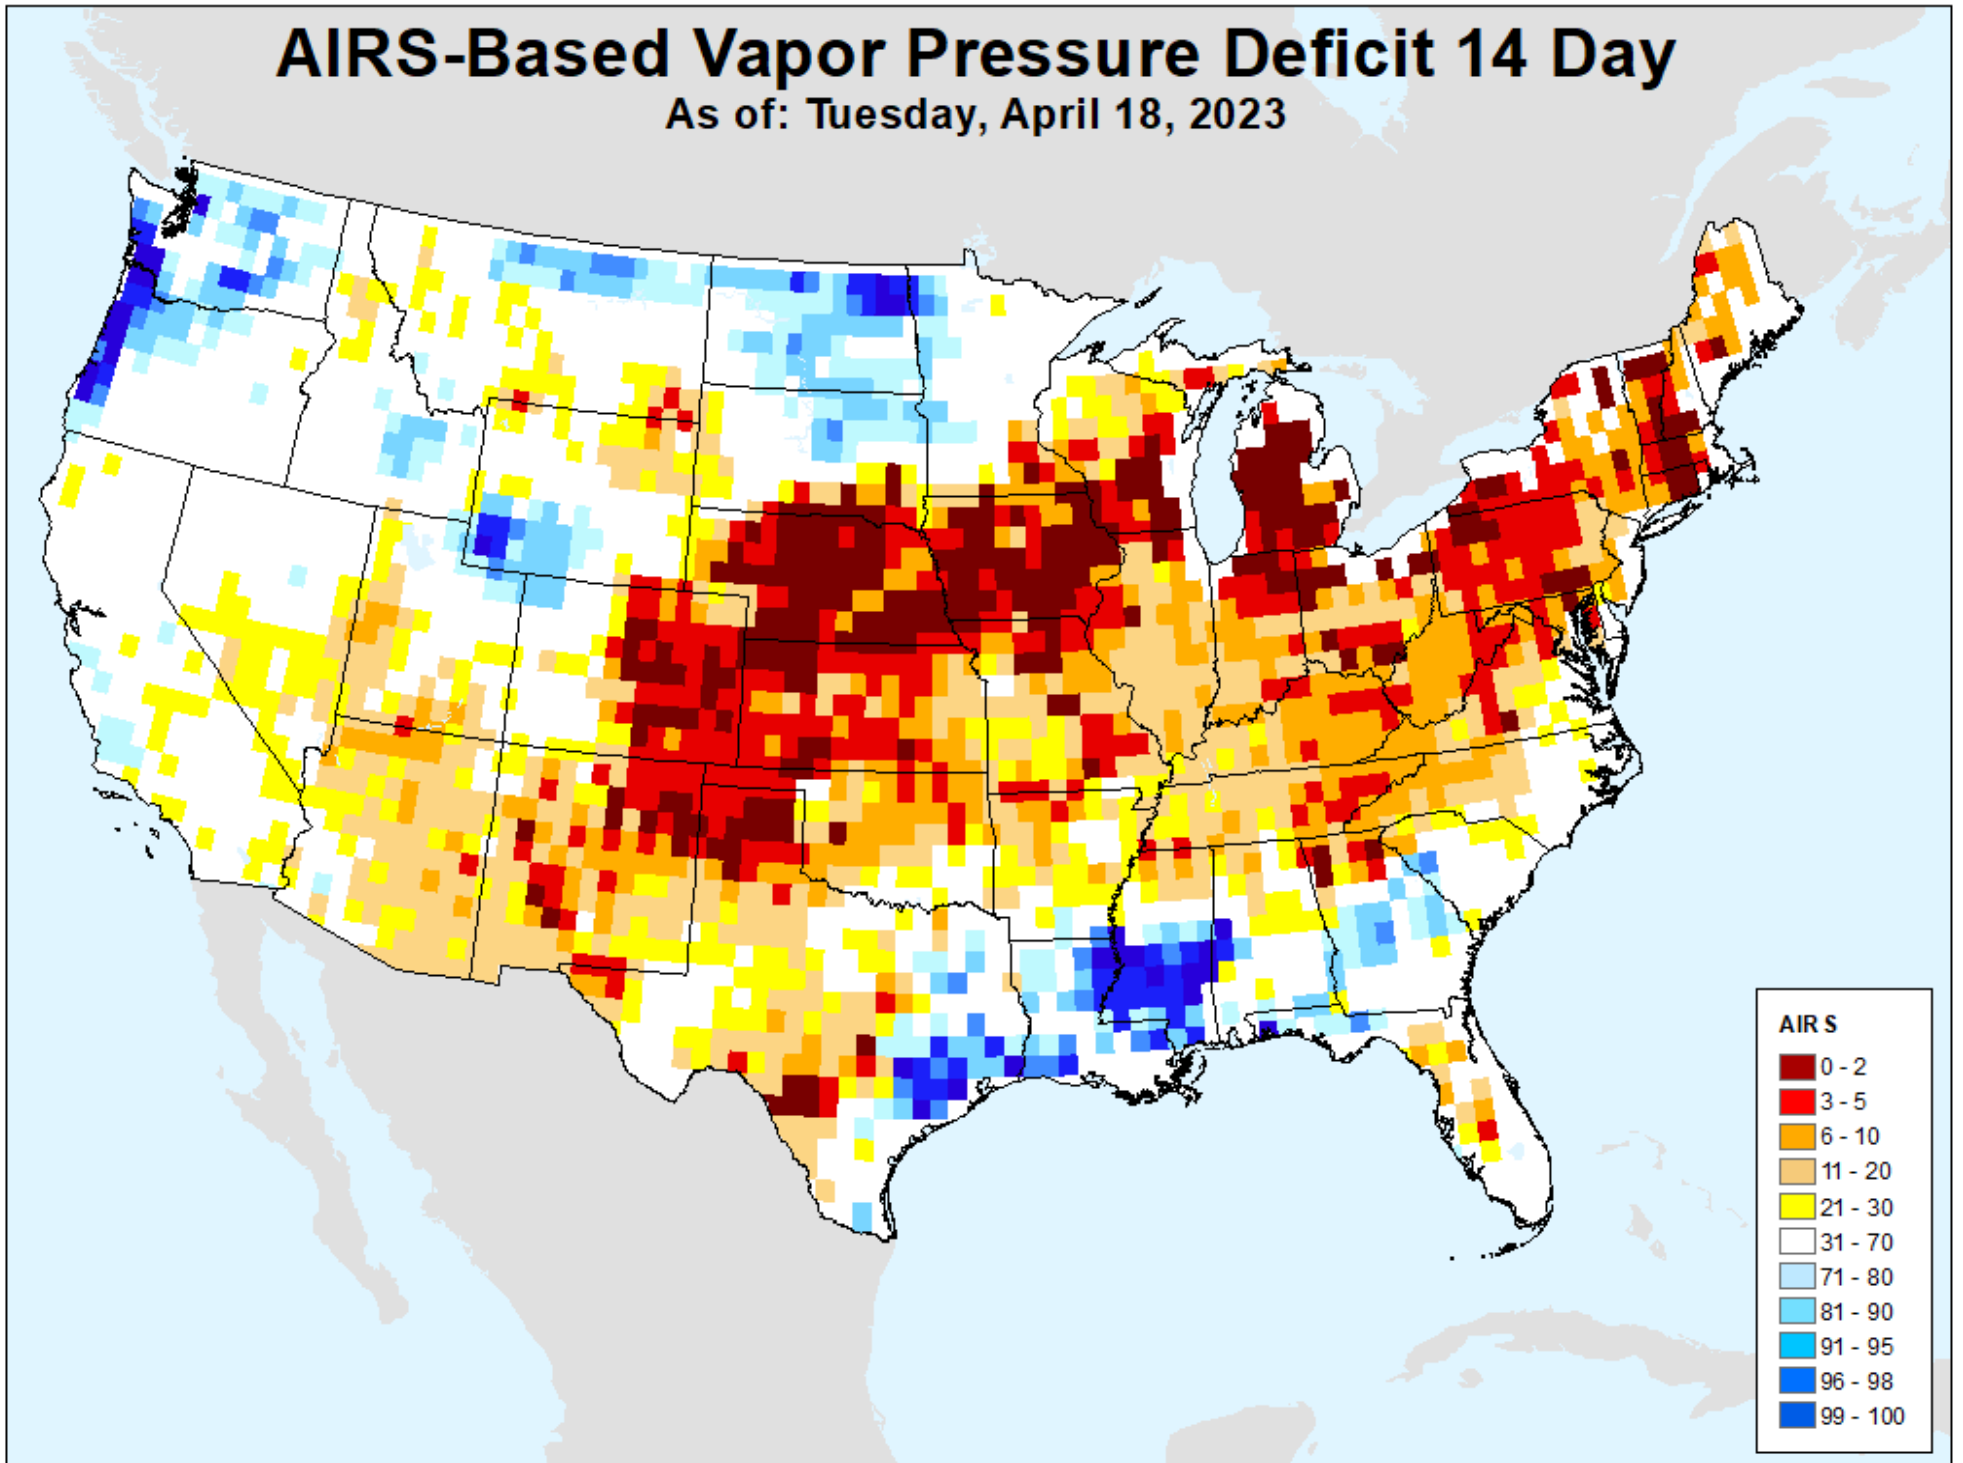 AIRS-Based Vapor Pressure Deficit 14 Day
As of: Tuesday, April 18, 2023
AIRS
0 - 2
3 - 5
6 - 10
11 - 20
21 - 30
31 - 70
71 - 80
81 - 90
91 - 95
96 - 98
99 - 100